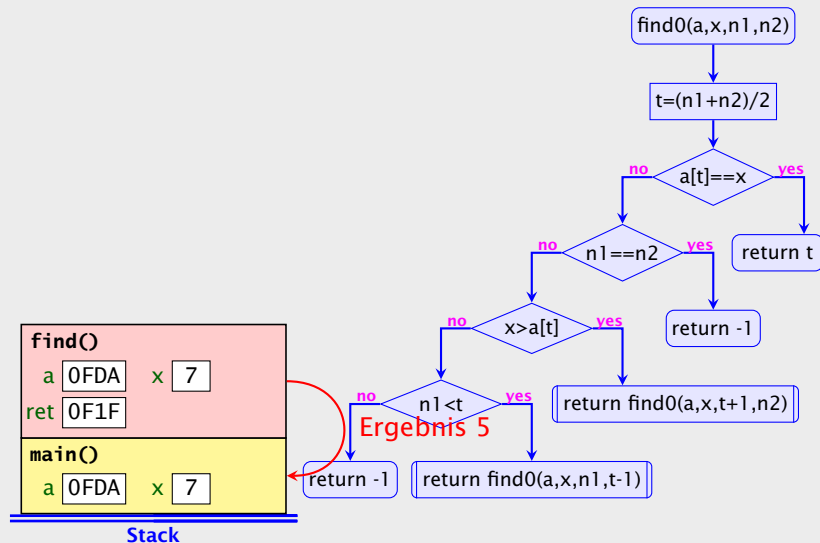 find0(a,x,n1,n2)
t=(n1+n2)/2
a[t]==x
no
yes
return t
n1==n2
no
yes
return -1
x>a[t]
no
yes
return find0(a,x,t+1,n2)
n1<t
no
yes
return -1
return find0(a,x,n1,t-1)
find()
a 0FDA x 7
ret 0F1F
Ergebnis 5
main()
a 0FDA x 7
Stack